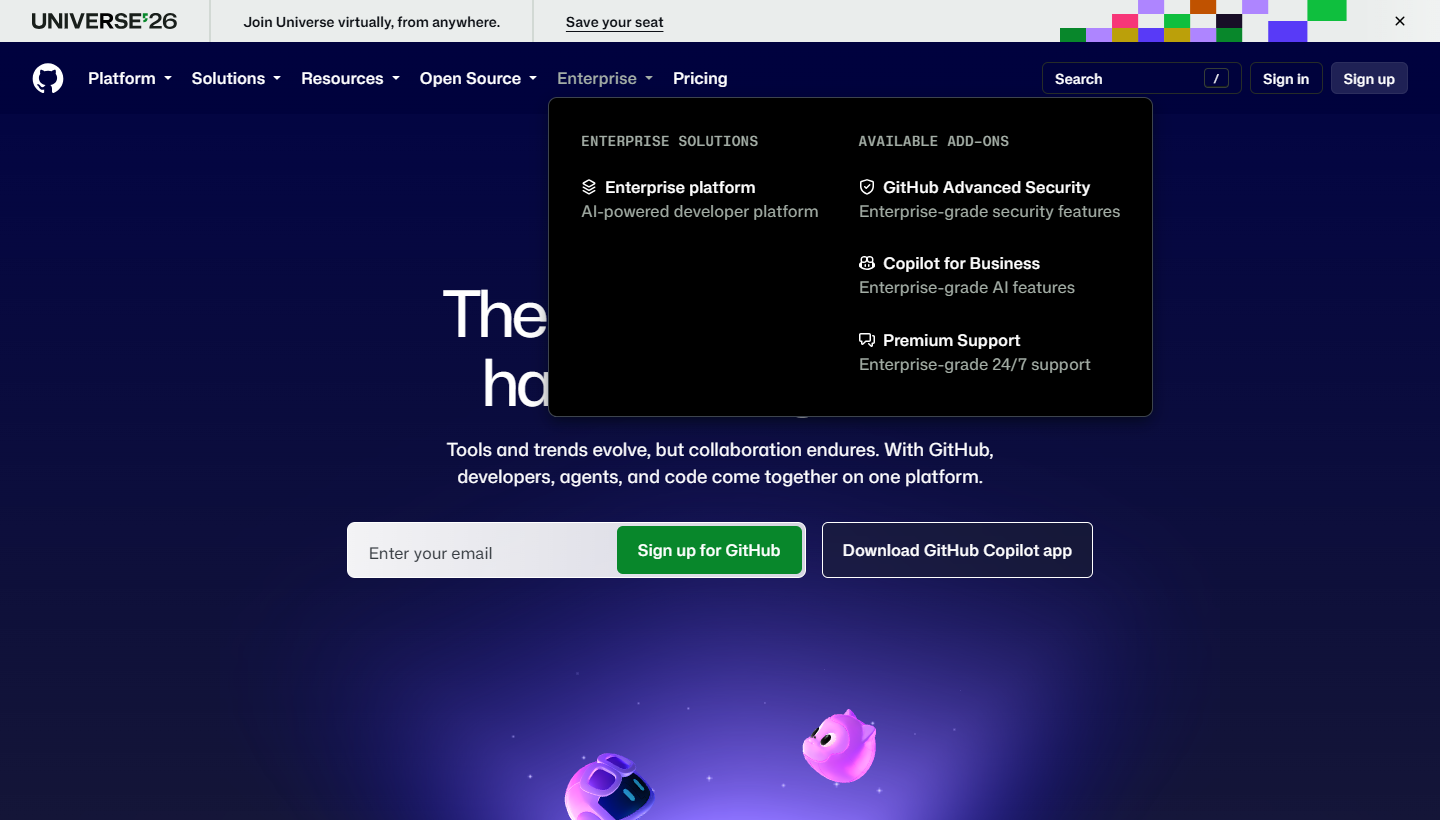 UNIVERSE'26
Join Universe virtually, from anywhere.
Save your seat
Platform
Solutions
Resources
Open Source
Enterprise
Pricing
Search
/
Sign in
Sign up
ENTERPRISE SOLUTIONS
Enterprise platform
AI-powered developer platform
AVAILABLE ADD-ONS
GitHub Advanced Security
Enterprise-grade security features
Copilot for Business
Enterprise-grade AI features
Premium Support
Enterprise-grade 24/7 support
The
ha
Tools and trends evolve, but collaboration endures. With GitHub,
developers, agents, and code come together on one platform.
Enter your email
Sign up for GitHub
Download GitHub Copilot app